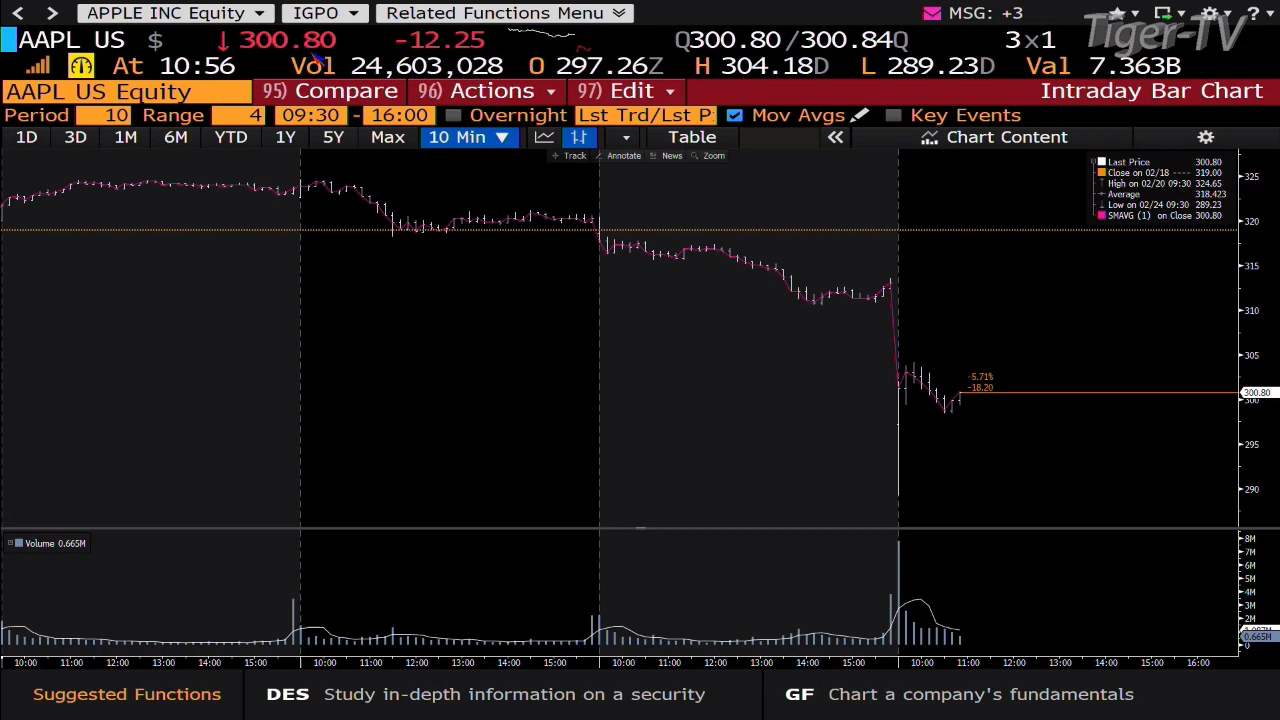 APPLE INC Equity IGPO Related Functions Menu MSG: +3
AAPL US $ ↓300.80 -12.25 Q300.80/300.84Q 3x1 Tiger-TV
At 10:56 Vol 24,603,028 O 297.26Z H 304.18D L 289.23D Val 7.363B
AAPL US Equity 95) Compare 96) Actions 97) Edit Intraday Bar Chart
Period 10 Range 4 09:30 - 16:00 Overnight Lst Trd/Lst P: Mov Avgs Key Events
1D 3D 1M 6M YTD 1Y 5Y Max 10 Min ▼ Table « Chart Content
Track Annotate News Zoom
Last Price 300.80
Close on 02/18 ---- 319.00
High on 02/20 09:30 324.65
Average 318.423
Low on 02/24 09:30 289.23
SMAVG (1) on Close 300.80
325
320
315
310
305
300
295
290
-5.71%
-18.20
300.80
Volume 0.665M
8M
7M
6M
5M
4M
3M
2M
0.665M
0
10:00 11:00 12:00 13:00 14:00 15:00 10:00 11:00 12:00 13:00 14:00 15:00 10:00 11:00 12:00 13:00 14:00 15:00 10:00 11:00 12:00 13:00 14:00 15:00 16:00
Suggested Functions DES Study in-depth information on a security GF Chart a company's fundamentals